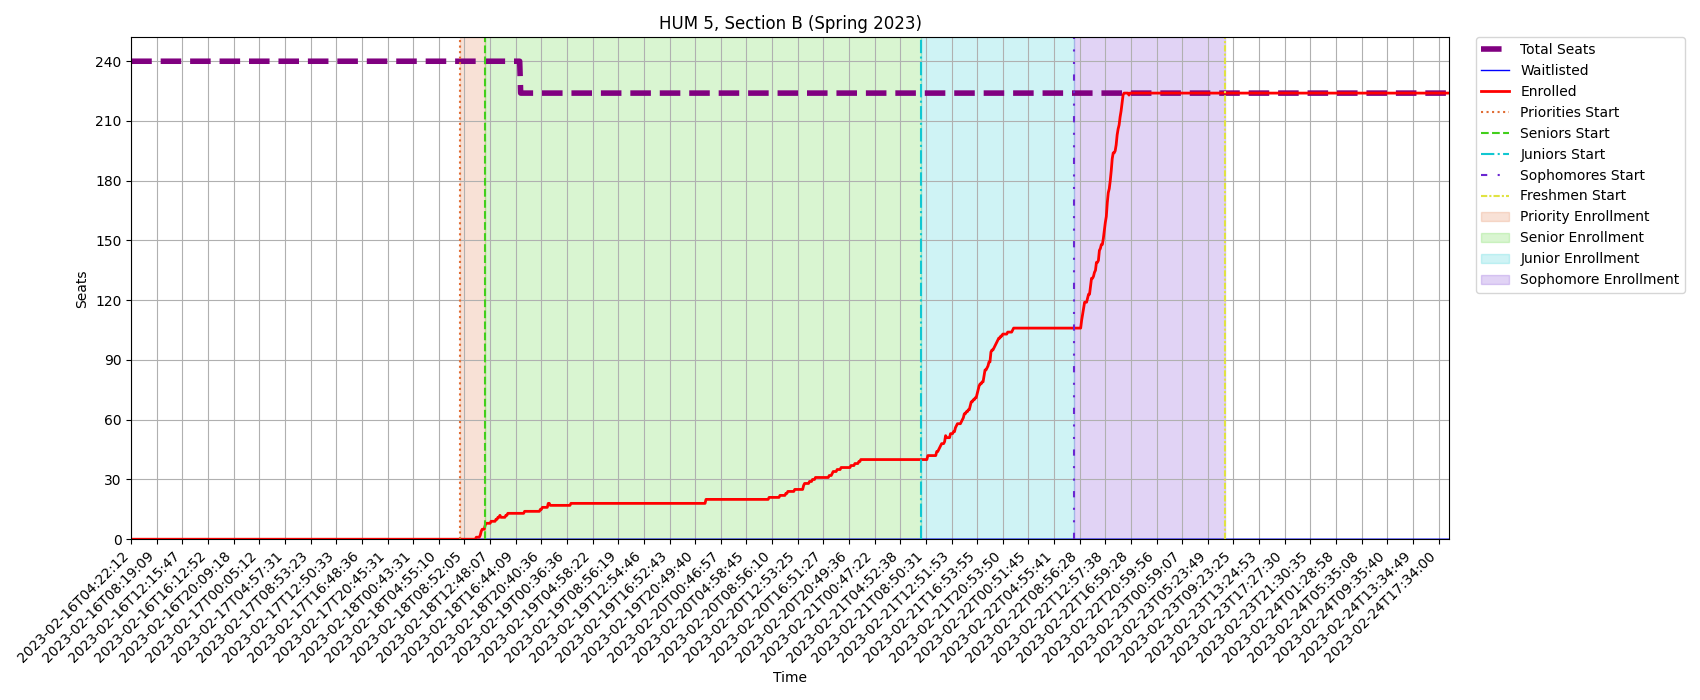 HUM 5, Section B (Spring 2023)
240
210
180
150
120
90
60
30
0
Seats
2023-02-16T04:22:12
2023-02-16T08:19:09
2023-02-16T12:15:47
2023-02-16T16:12:52
2023-02-16T20:09:18
2023-02-17T00:05:12
2023-02-17T04:57:31
2023-02-17T08:53:23
2023-02-17T12:50:33
2023-02-17T16:48:36
2023-02-17T20:45:31
2023-02-18T00:43:31
2023-02-18T04:55:10
2023-02-18T08:52:05
2023-02-18T12:48:07
2023-02-18T16:44:09
2023-02-18T20:40:36
2023-02-19T00:36:36
2023-02-19T04:58:22
2023-02-19T08:56:19
2023-02-19T12:54:46
2023-02-19T16:52:43
2023-02-19T20:49:40
2023-02-20T00:46:57
2023-02-20T04:58:45
2023-02-20T08:56:10
2023-02-20T12:53:25
2023-02-20T16:51:27
2023-02-20T20:49:36
2023-02-21T00:47:22
2023-02-21T04:52:38
2023-02-21T08:50:31
2023-02-21T12:51:53
2023-02-21T16:53:55
2023-02-21T20:53:50
2023-02-22T00:51:45
2023-02-22T04:55:41
2023-02-22T08:56:28
2023-02-22T12:57:38
2023-02-22T16:59:28
2023-02-22T20:59:56
2023-02-23T00:59:07
2023-02-23T05:23:49
2023-02-23T09:23:25
2023-02-23T13:24:53
2023-02-23T17:27:30
2023-02-23T21:30:35
2023-02-24T01:28:58
2023-02-24T05:35:08
2023-02-24T09:35:40
2023-02-24T13:34:49
2023-02-24T17:34:00
Time
Total Seats
Waitlisted
Enrolled
Priorities Start
Seniors Start
Juniors Start
Sophomores Start
Freshmen Start
Priority Enrollment
Senior Enrollment
Junior Enrollment
Sophomore Enrollment